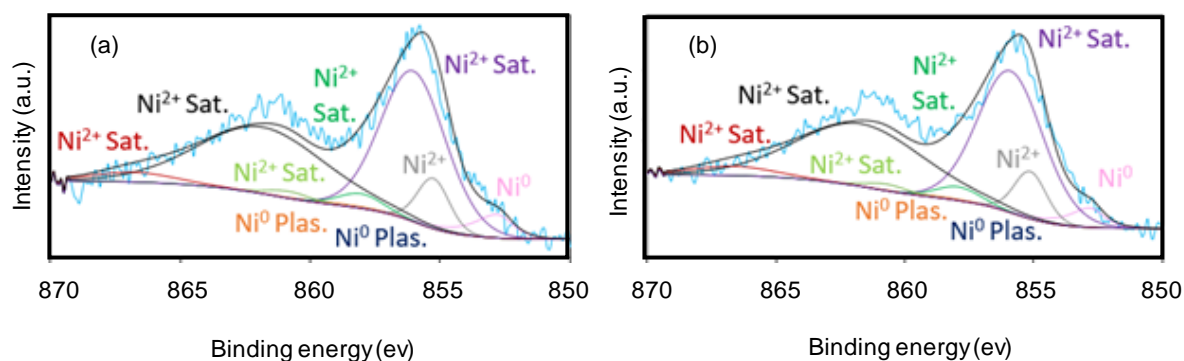 (a)
Ni²⁺
Sat.
Ni²⁺ Sat.
Ni²⁺ Sat.
Ni²⁺ Sat.
Ni²⁺ Sat.
Ni²⁺
Ni⁰
Ni⁰ Plas.
Ni⁰ Plas.
Intensity (a.u.)
870 865 860 855 850
Binding energy (ev)
(b)
Ni²⁺
Sat.
Ni²⁺ Sat.
Ni²⁺ Sat.
Ni²⁺ Sat.
Ni²⁺ Sat.
Ni²⁺
Ni⁰
Ni⁰ Plas.
Ni⁰ Plas.
Intensity (a.u.)
870 865 860 855 850
Binding energy (ev)